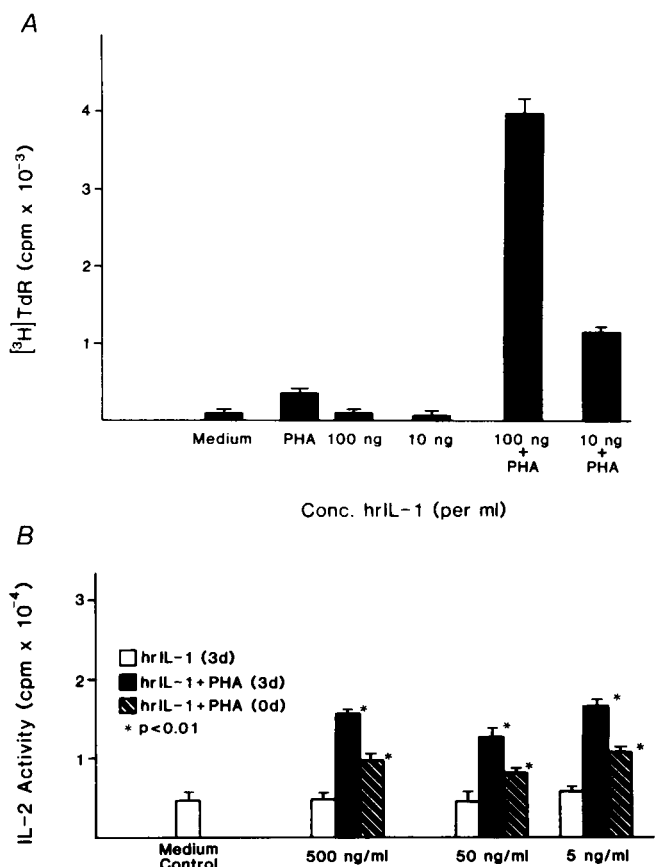 A
[³H]TdR (cpm x 10⁻³)
4
3
2
1
Medium PHA 100 ng 10 ng 100 ng + PHA 10 ng + PHA
Conc. hrIL-1 (per ml)
B
IL-2 Activity (cpm x 10⁻⁴)
3
2
1
hrIL-1 (3d)
hrIL-1+PHA (3d)
hrIL-1+PHA (0d)
* p<0.01
* * * * * *
Medium Control 500 ng/ml 50 ng/ml 5 ng/ml